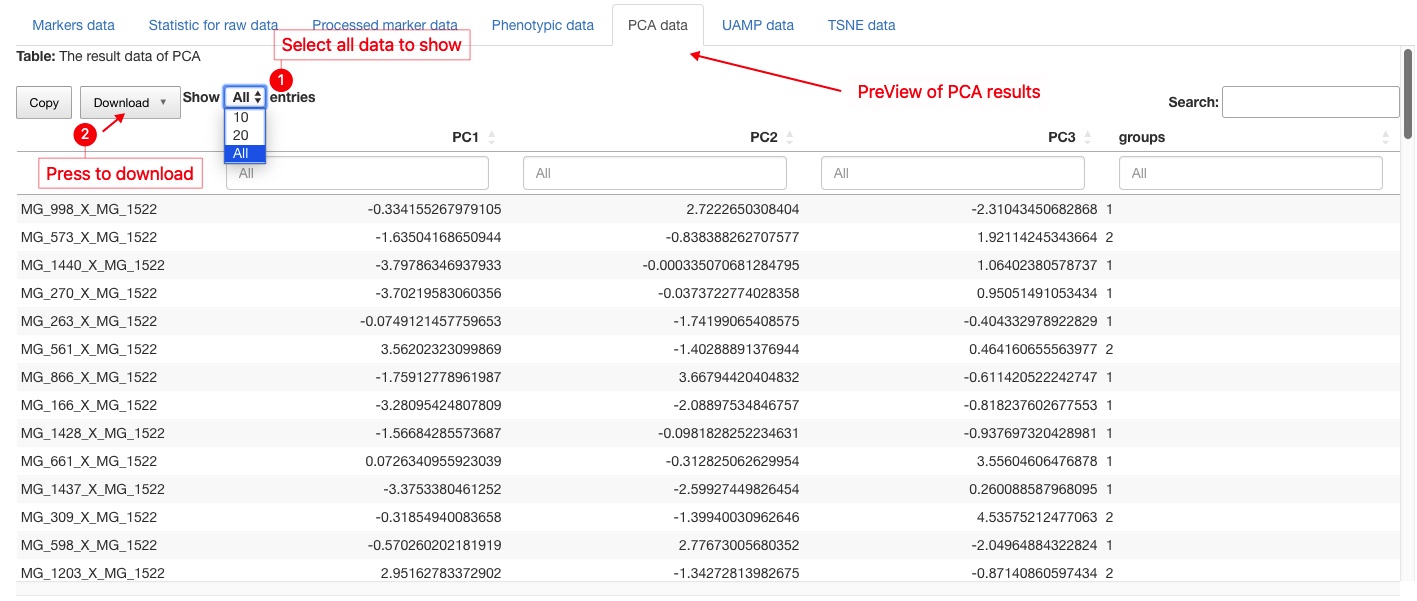 Markers data Statistic for raw data Processed marker data Phenotypic data PCA data UAMP data TSNE data
Select all data to show
Table: The result data of PCA
1
PreView of PCA results
Copy Download Show All entries Search:
10
20
All
2
Press to download
PC1 PC2 PC3 groups
All All All All
MG_998_X_MG_1522 -0.334155267979105 2.7222650308404 -2.31043450682868 1
MG_573_X_MG_1522 -1.63504168650944 -0.838388262707577 1.92114245343664 2
MG_1440_X_MG_1522 -3.79786346937933 -0.000335070681284795 1.06402380578737 1
MG_270_X_MG_1522 -3.70219583060356 -0.0373722774028358 0.95051491053434 1
MG_263_X_MG_1522 -0.0749121457759653 -1.74199065408575 -0.404332978922829 1
MG_561_X_MG_1522 3.56202323099869 -1.40288891376944 0.464160655563977 2
MG_866_X_MG_1522 -1.75912778961987 3.66794420404832 -0.611420522242747 1
MG_166_X_MG_1522 -3.28095424807809 -2.08897534846757 -0.818237602677553 1
MG_1428_X_MG_1522 -1.56684285573687 -0.0981828252234631 -0.937697320428981 1
MG_661_X_MG_1522 0.0726340955923039 -0.312825062629954 3.55604606476878 1
MG_1437_X_MG_1522 -3.3753380461252 -2.59927449826454 0.260088587968095 1
MG_309_X_MG_1522 -0.31854940083658 -1.39940030962646 4.53575212477063 2
MG_598_X_MG_1522 -0.570260202181919 2.77673005680352 -2.04964884322824 1
MG_1203_X_MG_1522 2.95162783372902 -1.34272813982675 -0.87140860597434 2